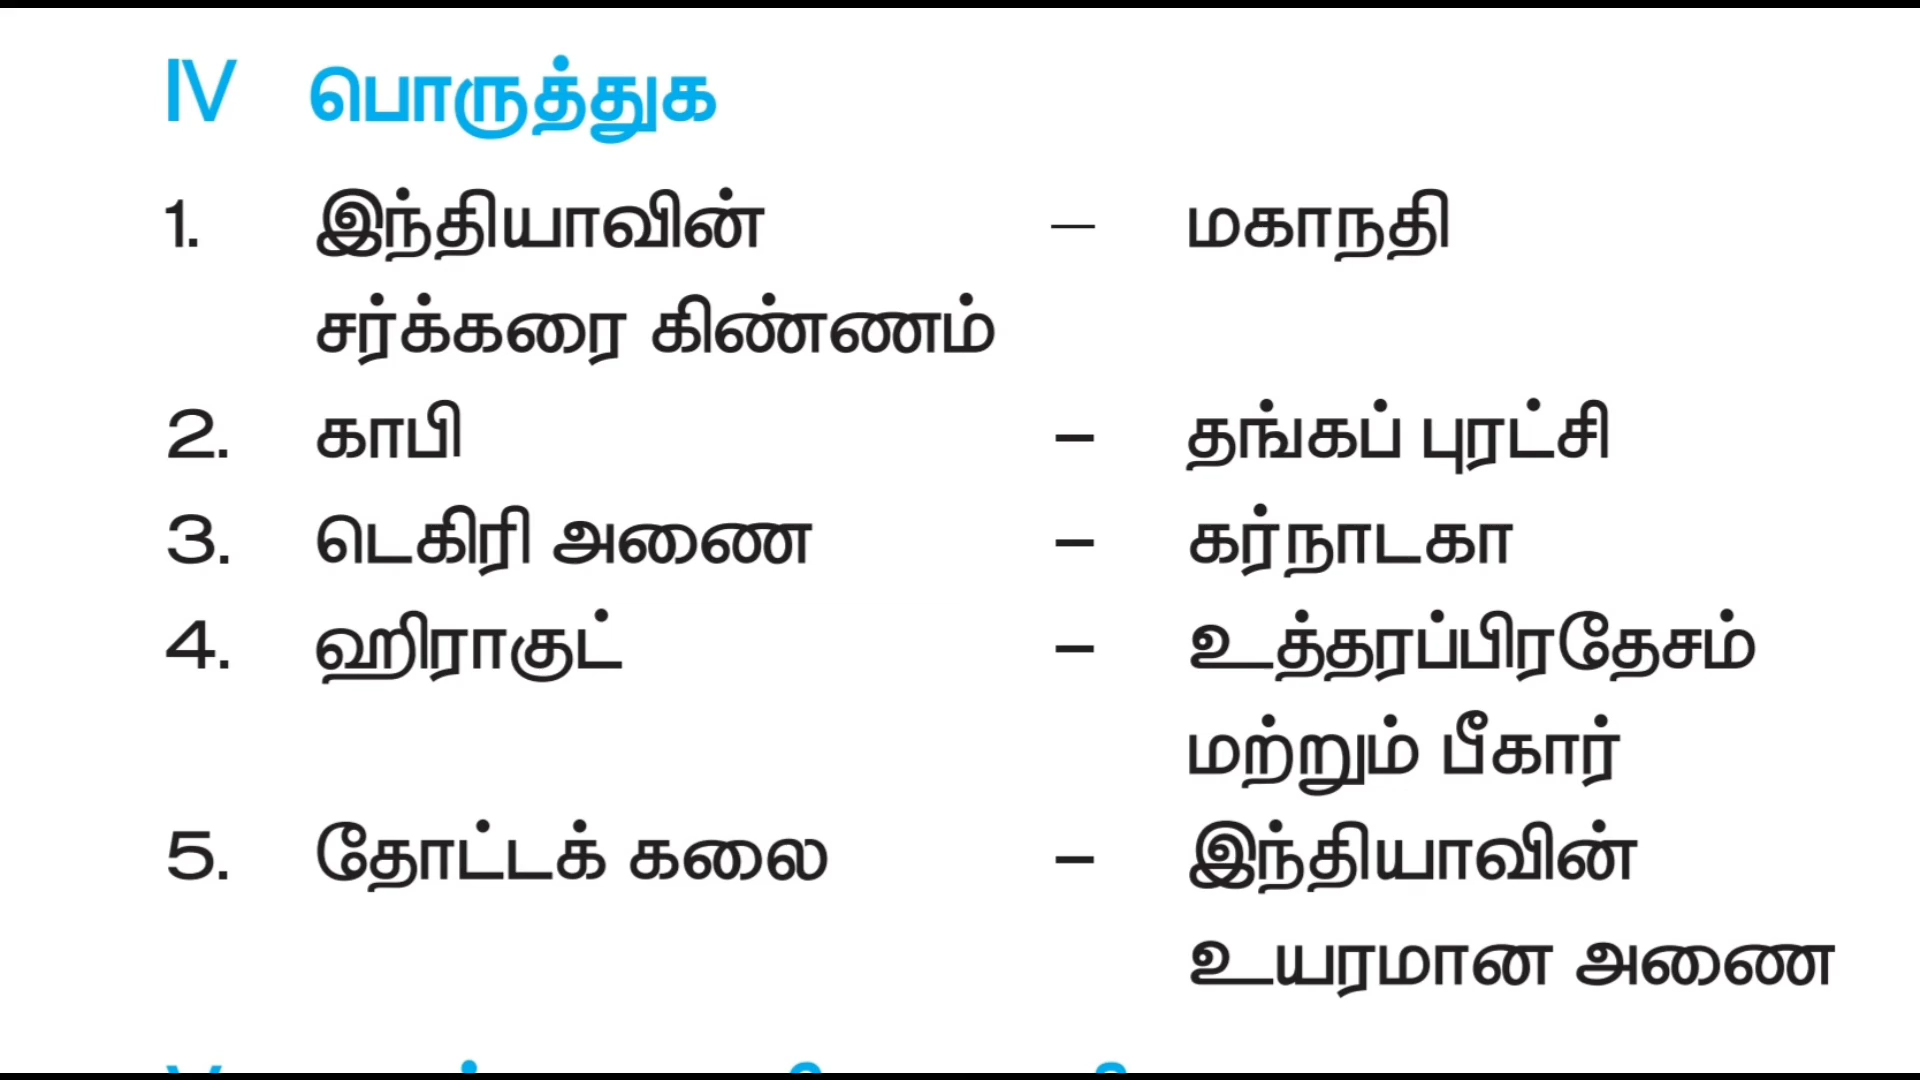 IV பொருத்துக
1. இந்தியாவின் – மகாநதி
சர்க்கரை கிண்ணம்
2. காபி – தங்கப் புரட்சி
3. டெகிரி அணை – கர்நாடகா
4. ஹிராகுட் – உத்தரப்பிரதேசம்
மற்றும் பீகார்
5. தோட்டக் கலை – இந்தியாவின்
உயரமான அணை